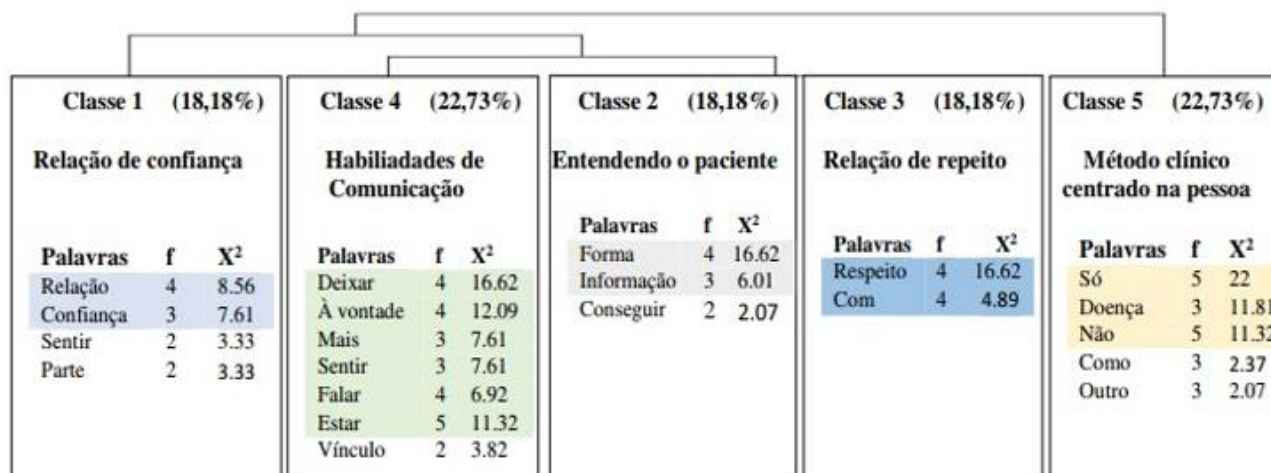 Classe 1 (18,18%)
Relação de confiança
Palavras f X²
Relação 4 8.56
Confiança 3 7.61
Sentir 2 3.33
Parte 2 3.33
Classe 4 (22,73%)
Habiliadades de
Comunicação
Palavras f X²
Deixar 4 16.62
À vontade 4 12.09
Mais 3 7.61
Sentir 3 7.61
Falar 4 6.92
Estar 5 11.32
Vínculo 2 3.82
Classe 2 (18,18%)
Entendendo o paciente
Palavras f X²
Forma 4 16.62
Informação 3 6.01
Conseguir 2 2.07
Classe 3 (18,18%)
Relação de repeito
Palavras f X²
Respeito 4 16.62
Com 4 4.89
Classe 5 (22,73%)
Método clínico
centrado na pessoa
Palavras f X²
Só 5 22
Doença 3 11.81
Não 5 11.32
Como 3 2.37
Outro 3 2.07